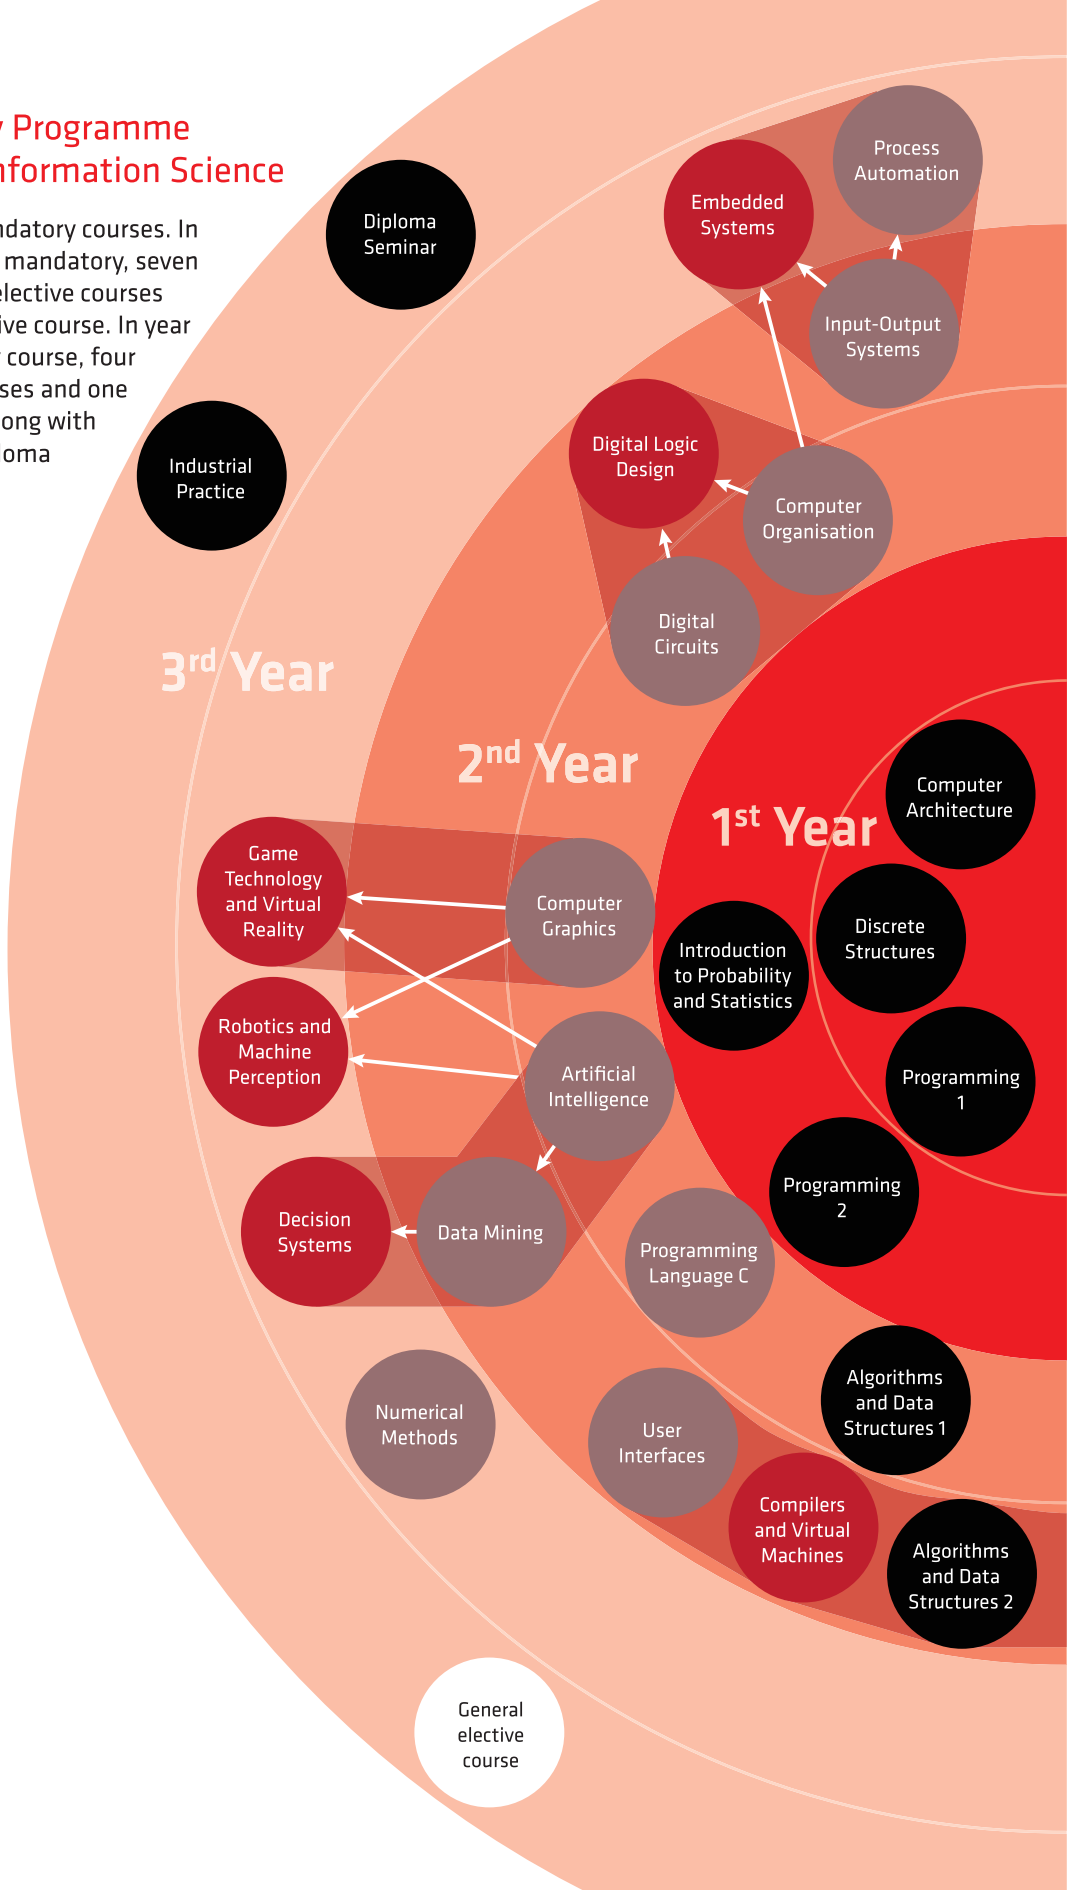 Programme
nformation Science
ndatory courses. In
mandatory, seven
elective courses
ive course. In year
course, four
ses and one
ong with
loma
Process
Automation
Embedded
Systems
Diploma
Seminar
Input-Output
Systems
Digital Logic
Design
Industrial
Practice
Computer
Organisation
Digital
Circuits
3rd Year
2nd Year
1st Year
Computer
Architecture
Game
Technology
and Virtual
Reality
Computer
Graphics
Discrete
Structures
Introduction
to Probability
and Statistics
Robotics and
Machine
Perception
Artificial
Intelligence
Programming
1
Programming
2
Decision
Systems
Data Mining
Programming
Language C
Algorithms
and Data
Structures 1
Numerical
Methods
User
Interfaces
Compilers
and Virtual
Machines
Algorithms
and Data
Structures 2
General
elective
course